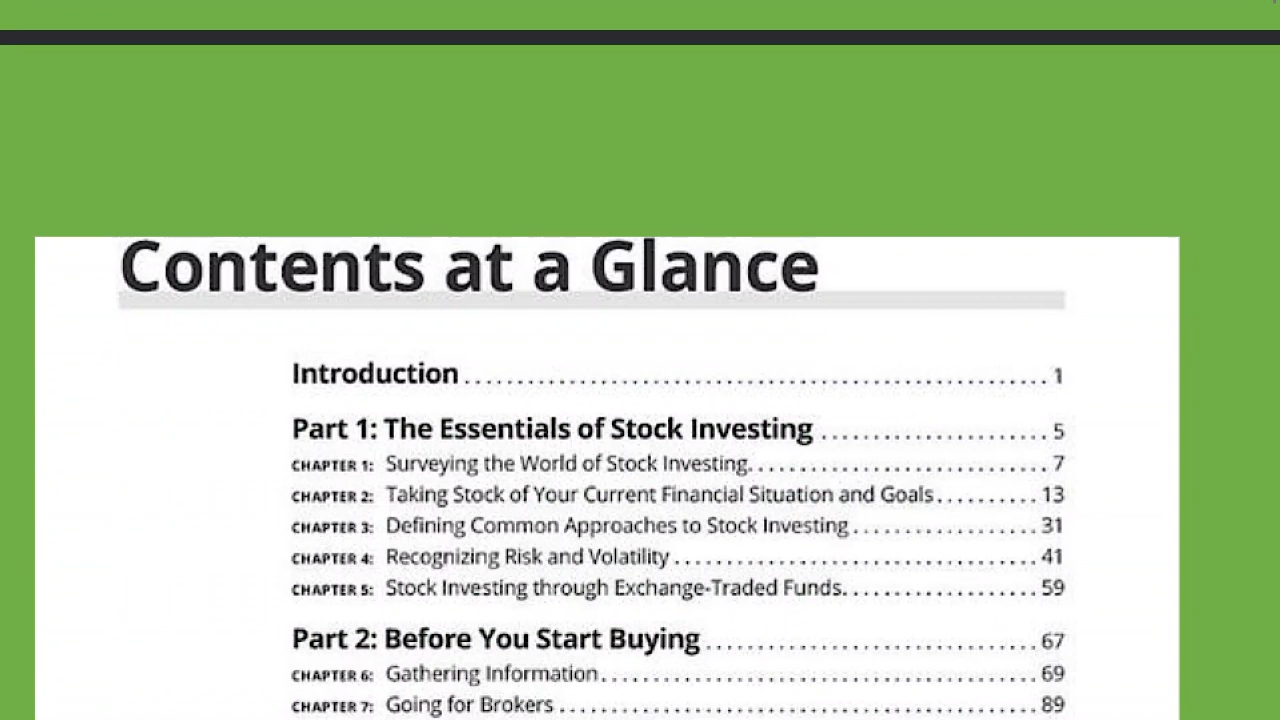 Contents at a Glance
Introduction ........................................................ 1
Part 1: The Essentials of Stock Investing ........................ 5
CHAPTER 1: Surveying the World of Stock Investing. ............................ 7
CHAPTER 2: Taking Stock of Your Current Financial Situation and Goals .......... 13
CHAPTER 3: Defining Common Approaches to Stock Investing .................. 31
CHAPTER 4: Recognizing Risk and Volatility ................................... 41
CHAPTER 5: Stock Investing through Exchange-Traded Funds. ................... 59
Part 2: Before You Start Buying ................................ 67
CHAPTER 6: Gathering Information .......................................... 69
CHAPTER 7: Going for Brokers .............................................. 89